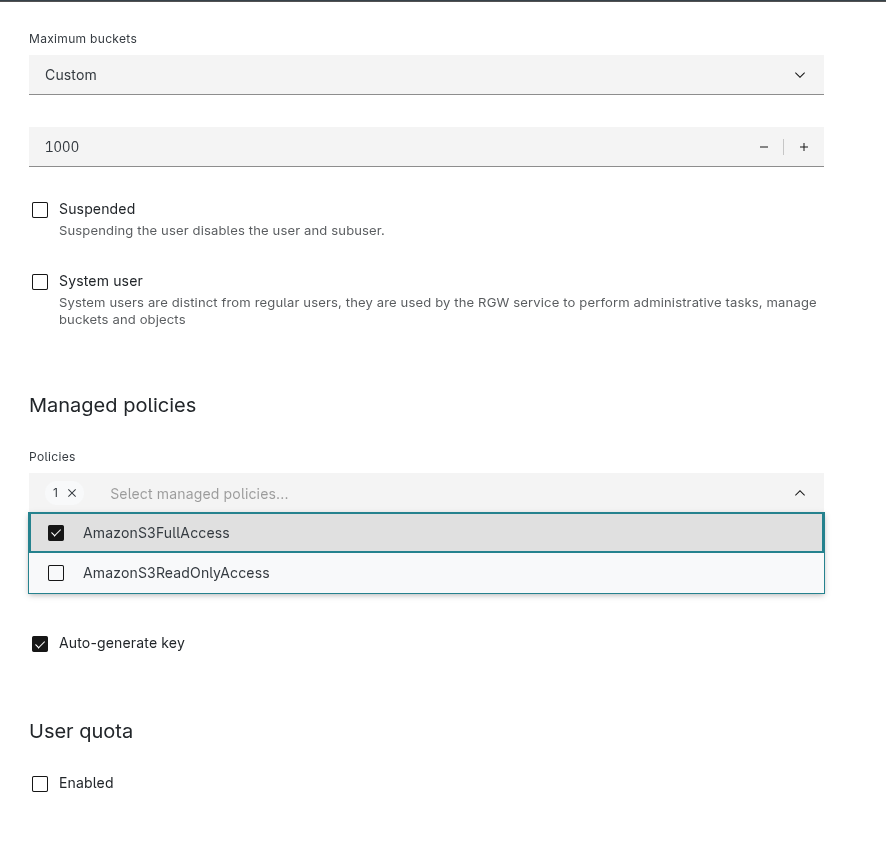 Maximum buckets
Custom
1000
Suspended
Suspending the user disables the user and subuser.
System user
System users are distinct from regular users, they are used by the RGW service to perform administrative tasks, manage
buckets and objects
Managed policies
Policies
1 Select managed policies...
AmazonS3FullAccess
AmazonS3ReadOnlyAccess
Auto-generate key
User quota
Enabled